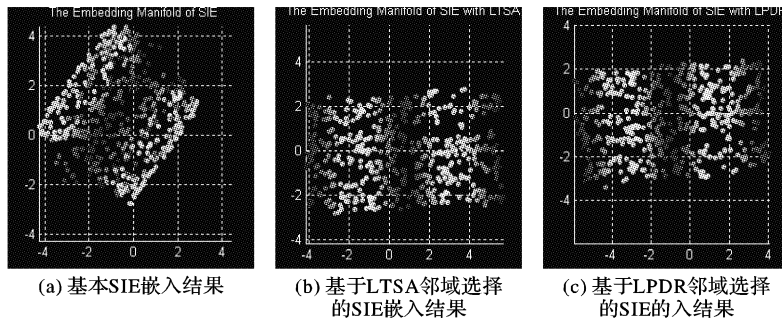 The Embedding Manifold of SIE
4
2
0
-2
-4
-4 -2 0 2 4
(a) 基本SIE嵌入结果
The Embedding Manifold of SIE with LTSA
4
2
0
-2
-4
-4 -2 0 2 4
(b) 基于LTSA邻域选择
的SIE嵌入结果
The Embedding Manifold of SIE with LPDR
4
2
0
-2
-4
-4 -2 0 2 4
(c) 基于LPDR邻域选择
的SIE的入结果